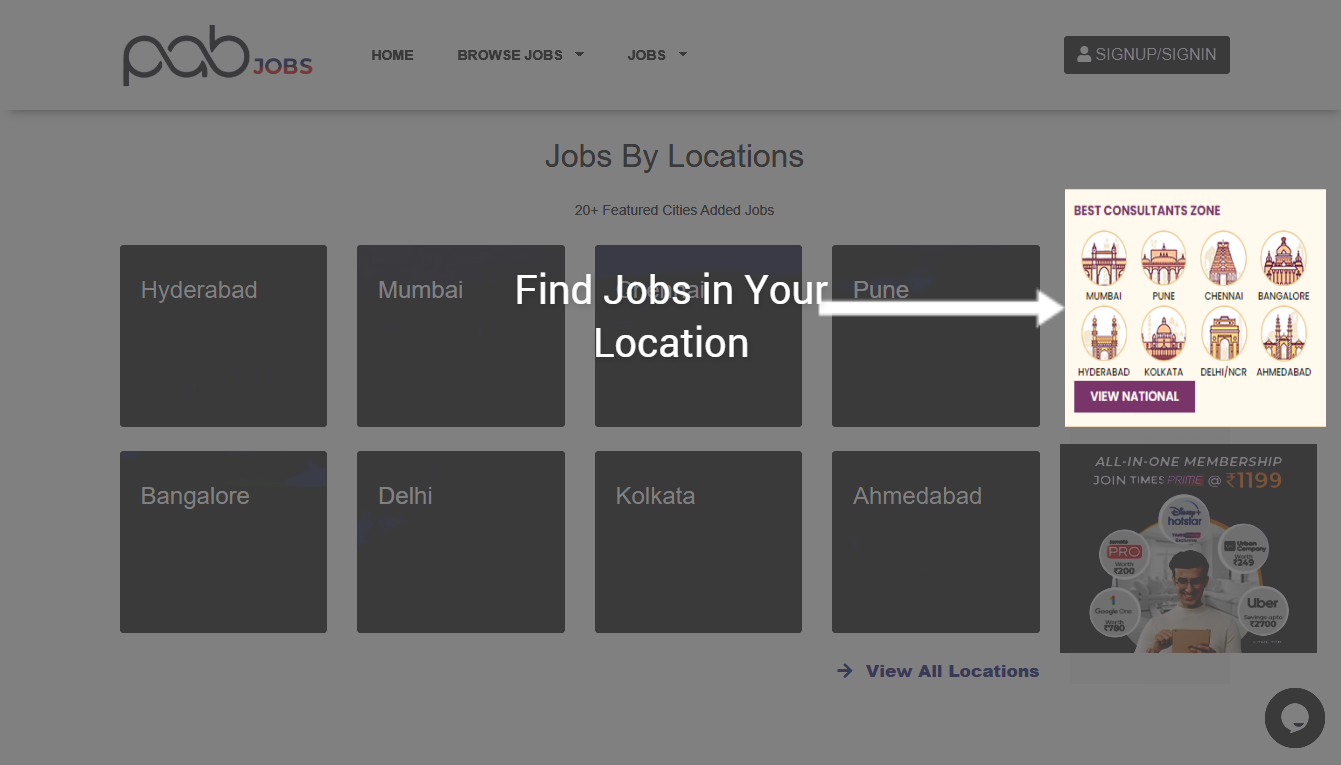 pab JOBS
HOME
BROWSE JOBS
JOBS
SIGNUP/SIGNIN
Jobs By Locations
20+ Featured Cities Added Jobs
Hyderabad
Mumbai
Chennai
Pune
Find Jobs in Your
Location
Bangalore
Delhi
Kolkata
Ahmedabad
View All Locations
BEST CONSULTANTS ZONE
MUMBAI PUNE CHENNAI BANGALORE
HYDERABAD KOLKATA DELHI/NCR AHMEDABAD
VIEW NATIONAL
ALL-IN-ONE MEMBERSHIP
JOIN TIMES PRIME @ ₹1199
Disney+
hotstar
PRO
Worth
₹200
Urban
Company
Worth
₹249
Google One
Worth
₹780
Uber
Savings upto
₹2700